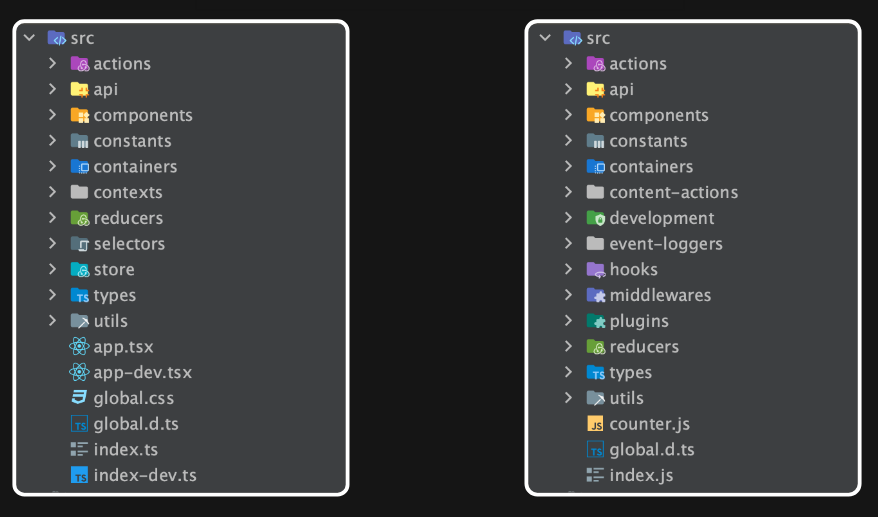 src
actions
api
components
constants
containers
contexts
reducers
selectors
store
types
utils
app.tsx
app-dev.tsx
global.css
global.d.ts
index.ts
index-dev.ts
src
actions
api
components
constants
containers
content-actions
development
event-loggers
hooks
middlewares
plugins
reducers
types
utils
counter.js
global.d.ts
index.js